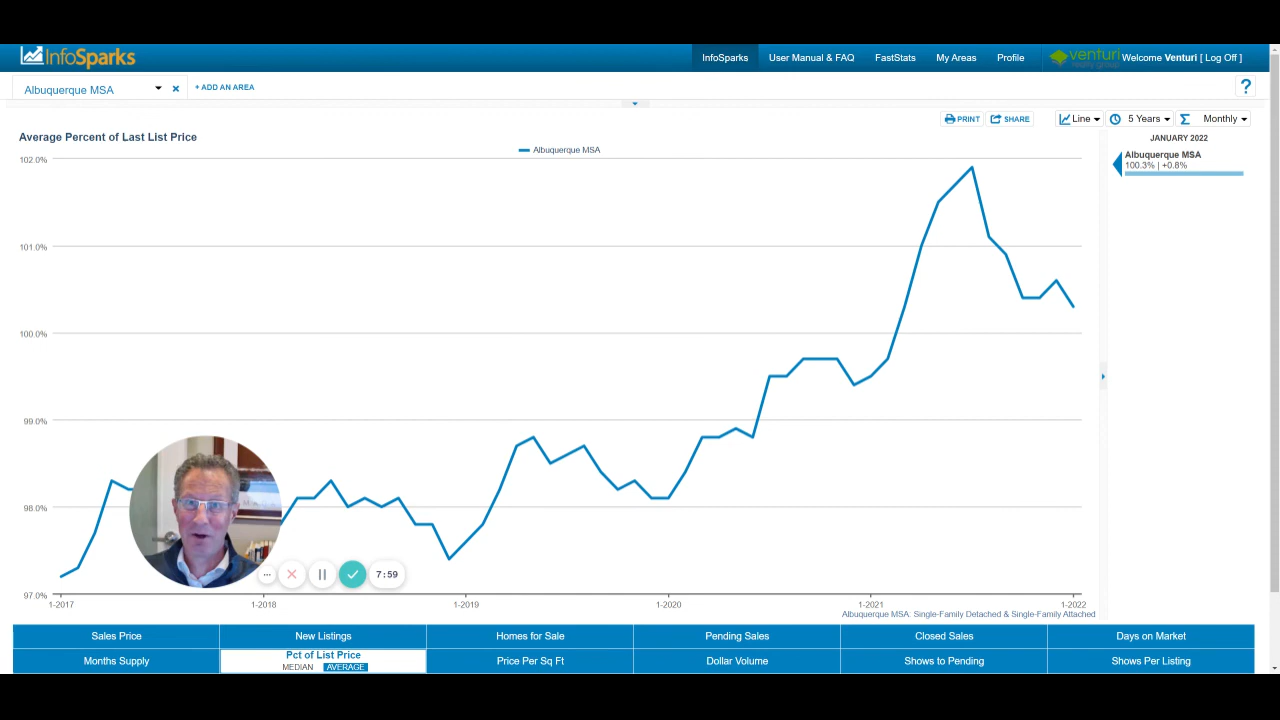 InfoSparks
InfoSparks User Manual & FAQ FastStats My Areas Profile venturi Welcome Venturi [ Log Off ]
Albuquerque MSA + ADD AN AREA ?
PRINT SHARE Line 5 Years Monthly
Average Percent of Last List Price
JANUARY 2022
Albuquerque MSA
Albuquerque MSA
100.3% | +0.8%
102.0%
101.0%
100.0%
99.0%
98.0%
97.0%
7:59
1-2017 1-2018 1-2019 1-2020 1-2021 1-2022
Albuquerque MSA: Single-Family Detached & Single-Family Attached
Sales Price New Listings Homes for Sale Pending Sales Closed Sales Days on Market
Months Supply Pct of List Price Price Per Sq Ft Dollar Volume Shows to Pending Shows Per Listing
MEDIAN AVERAGE